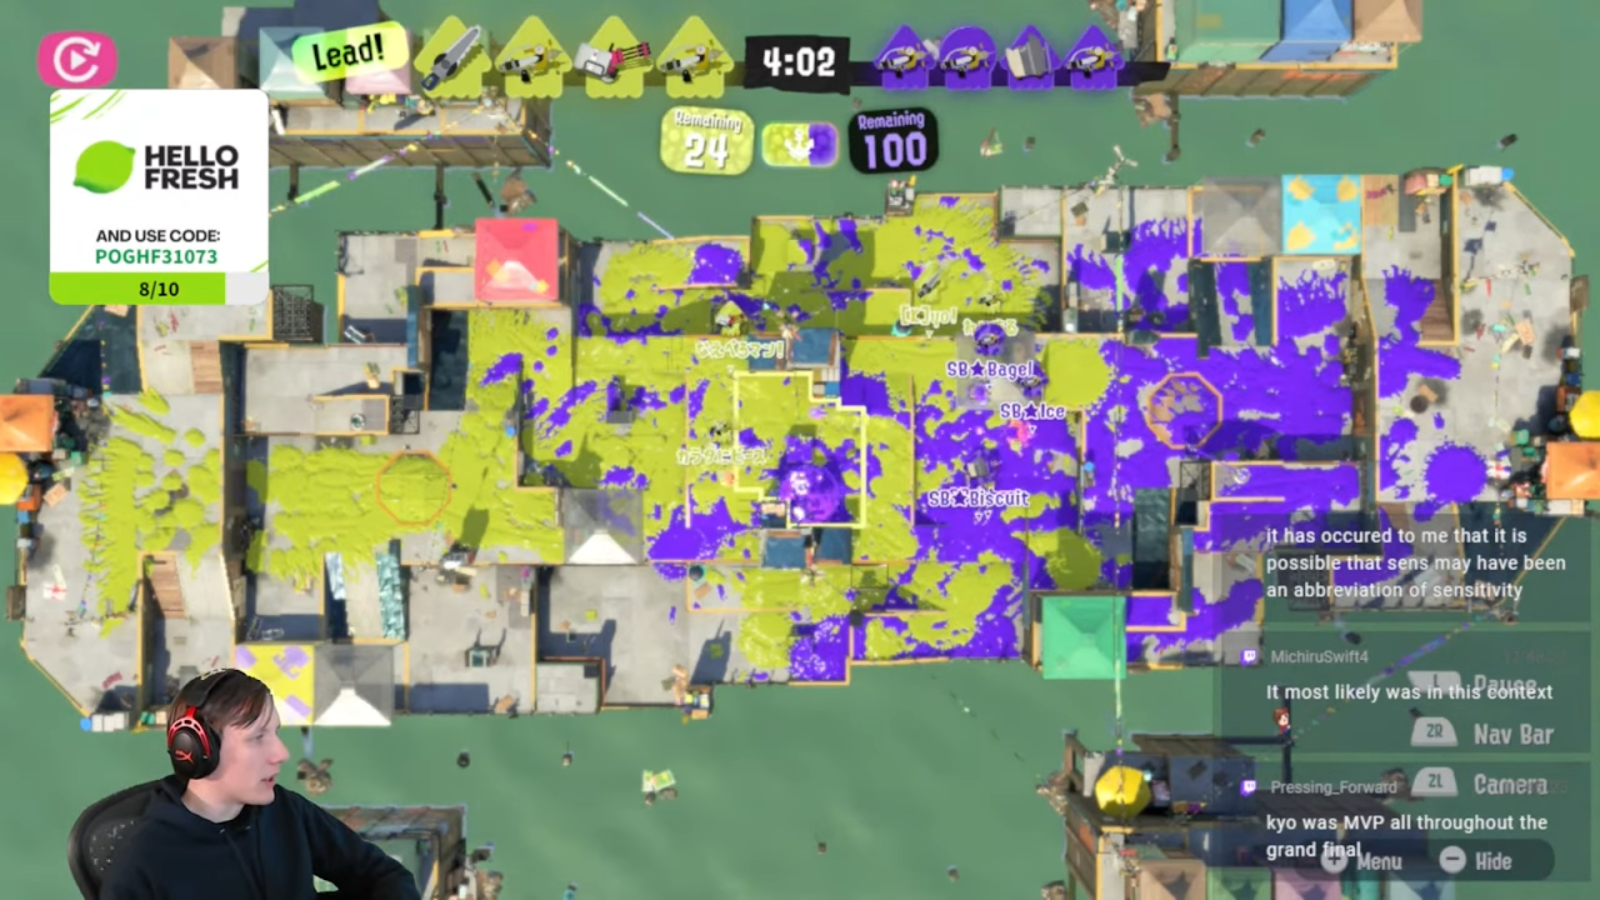 Lead!
4:02
Remaining
24
Remaining
100
HELLO
FRESH
AND USE CODE:
POGHF31073
8/10
SB★Bagel
SB★Ice
SB★Biscuit
it has occured to me that it is
possible that sens may have been
an abbreviation of sensitivity
MichiruSwift4
L Pause
It most likely was in this context
ZR Nav Bar
Pressing_Forward
ZL Camera
kyo was MVP all throughout the
grand final
Menu
Hide